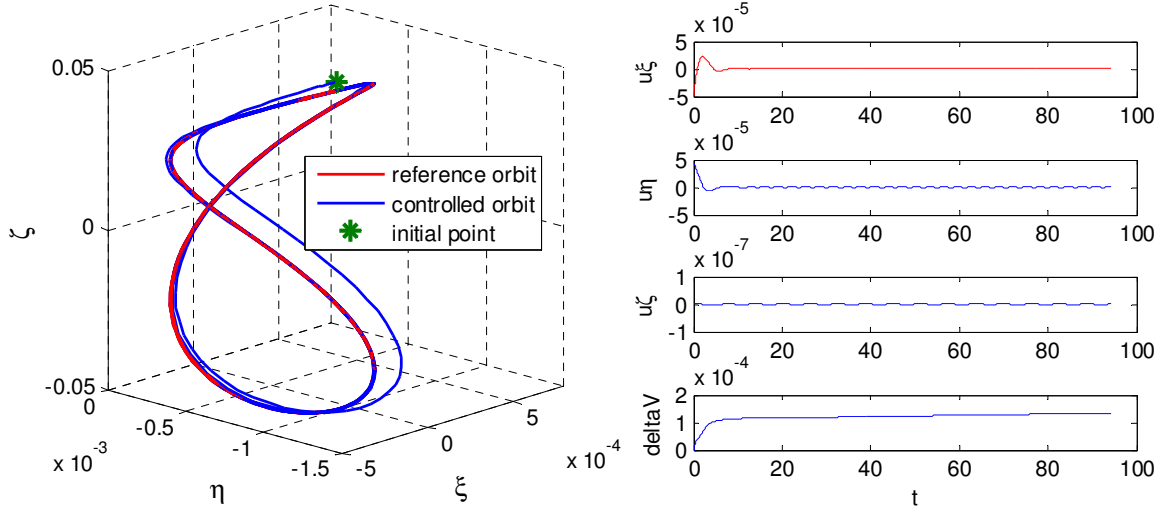 0.05
0
-0.05
ζ
0
-0.5
-1
-1.5
x 10^-3
η
-5
0
5
x 10^-4
ξ
reference orbit
controlled orbit
initial point
x 10^-5
5
0
-5
uξ
0 20 40 60 80 100
x 10^-5
5
0
-5
uη
0 20 40 60 80 100
x 10^-7
1
0
-1
uζ
0 20 40 60 80 100
x 10^-4
2
1
0
deltaV
0 20 40 60 80 100
t